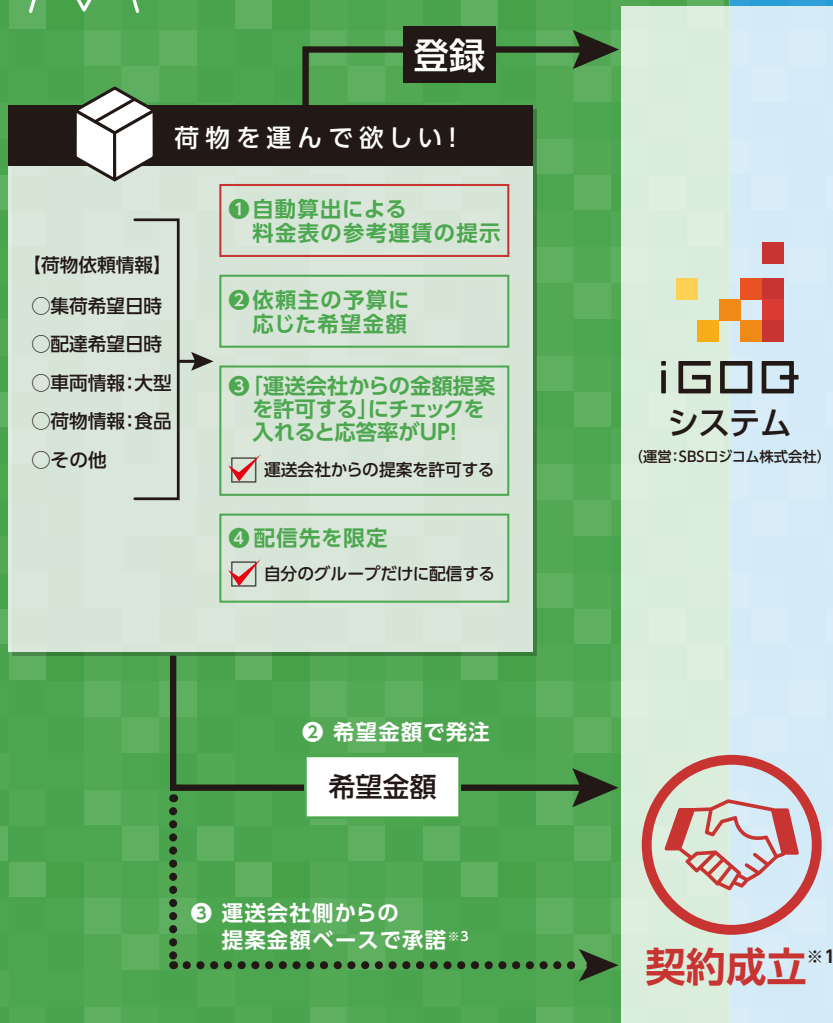 登録
荷物を運んで欲しい!
【荷物依頼情報】
○集荷希望日時
○配達希望日時
○車両情報:大型
○荷物情報:食品
○その他
❶自動算出による
料金表の参考運賃の提示
❷依頼主の予算に
応じた希望金額
❸「運送会社からの金額提案
を許可する」にチェックを
入れると応答率がUP!
運送会社からの提案を許可する
❹配信先を限定
自分のグループだけに配信する
iGOQ
システム
(運営:SBSロジコム株式会社)
❷ 希望金額で発注
希望金額
❸ 運送会社側からの
提案金額ベースで承諾※3
契約成立※1